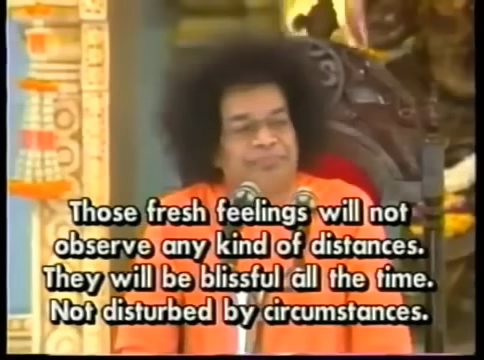 Those fresh feelings will not
observe any kind of distances.
They will be blissful all the time.
Not disturbed by circumstances.